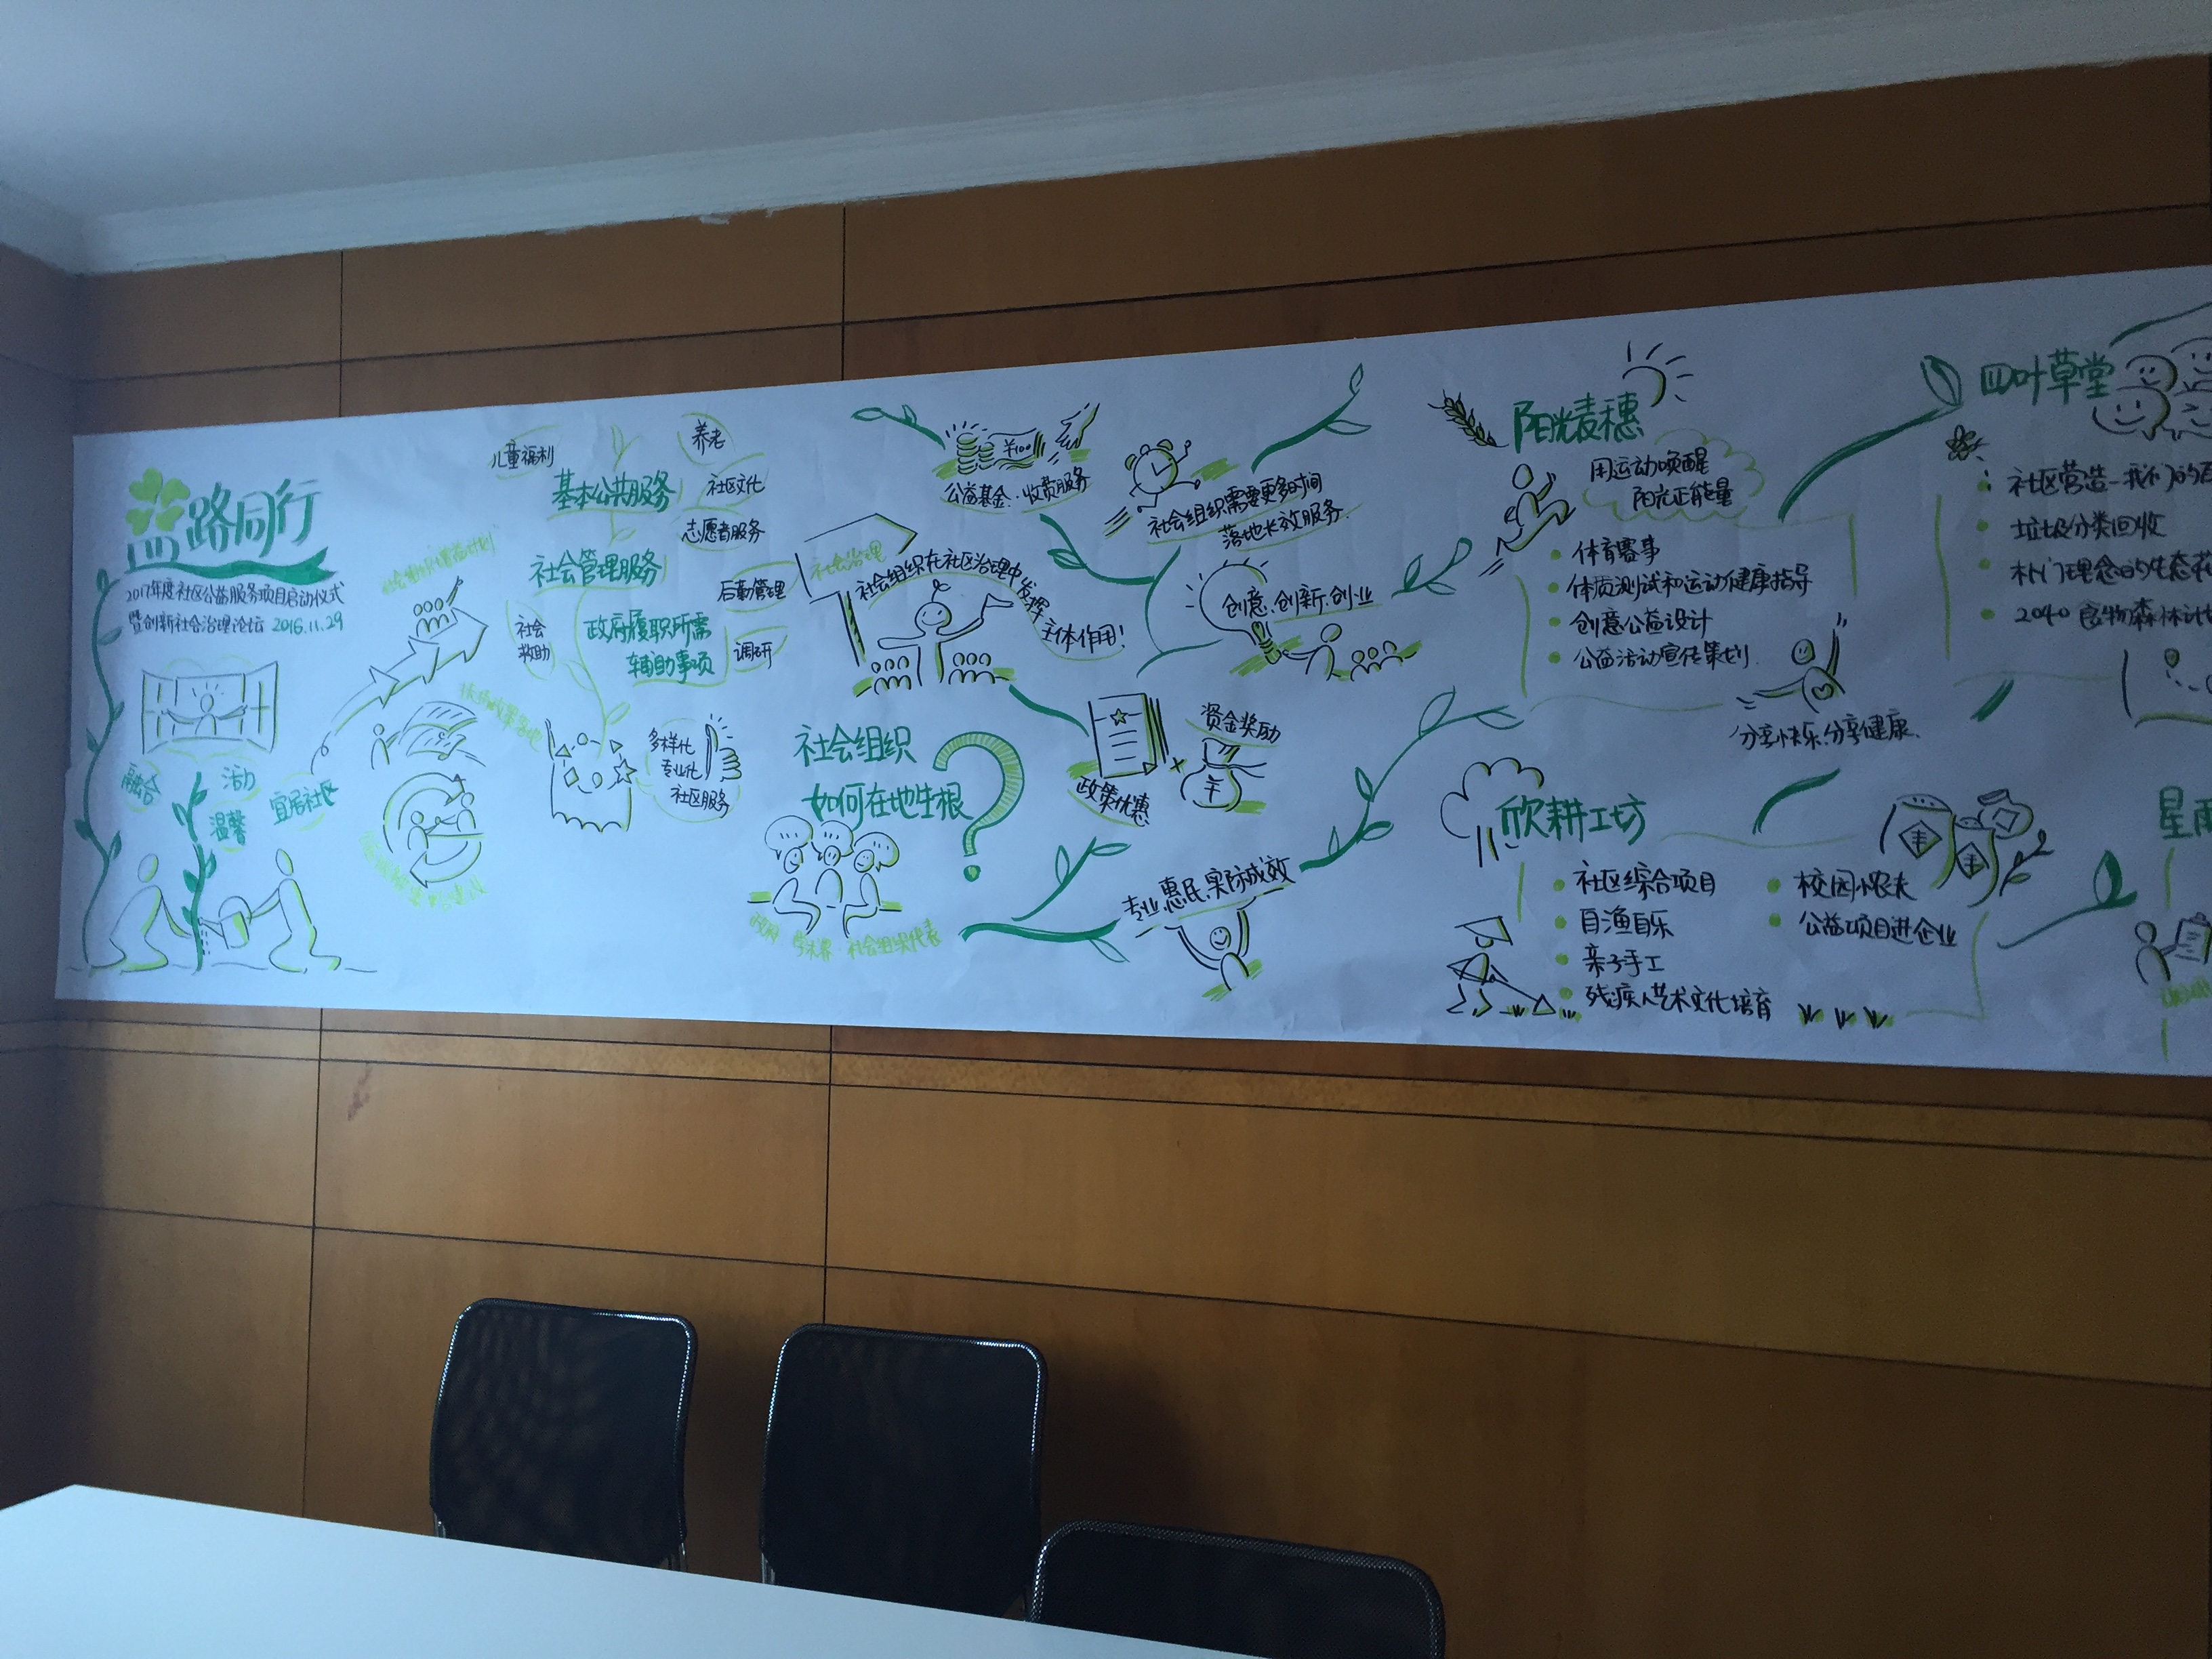 益路同行
2017年度社区公益服务项目启动仪式
暨创新社会治理论坛 2016.11.29
融合
活力
温馨
宜居社区
儿童福利
养老
基本公共服务
社区文化
志愿者服务
社会管理服务
后勤管理
社会
救助
政府履职所需
辅助事项
调研
多样化
专业化
社区服务
社会治理
社会组织在社区治理中发挥
主体作用!
社会组织
如何在地生根
?
政府 学术界 社会组织代表
¥100
公益基金.收费服务
社会组织需要更多时间
落地长效服务.
创意.创新.创业
政策优惠
+
资金奖励
专业.惠民.实际成效
阳光麦穗
用运动唤醒
阳光正能量
体育赛事
体质测试和运动健康指导
创意公益设计
公益活动宣传策划
分享快乐.分享健康.
欣耕工坊
社区综合项目
自渔自乐
亲子手工
残疾人艺术文化培育
校园小农夫
公益项目进企业
四叶草堂
社区营造-我们的
垃圾分类回收
朴门理念的生态
2040食物森林计
星